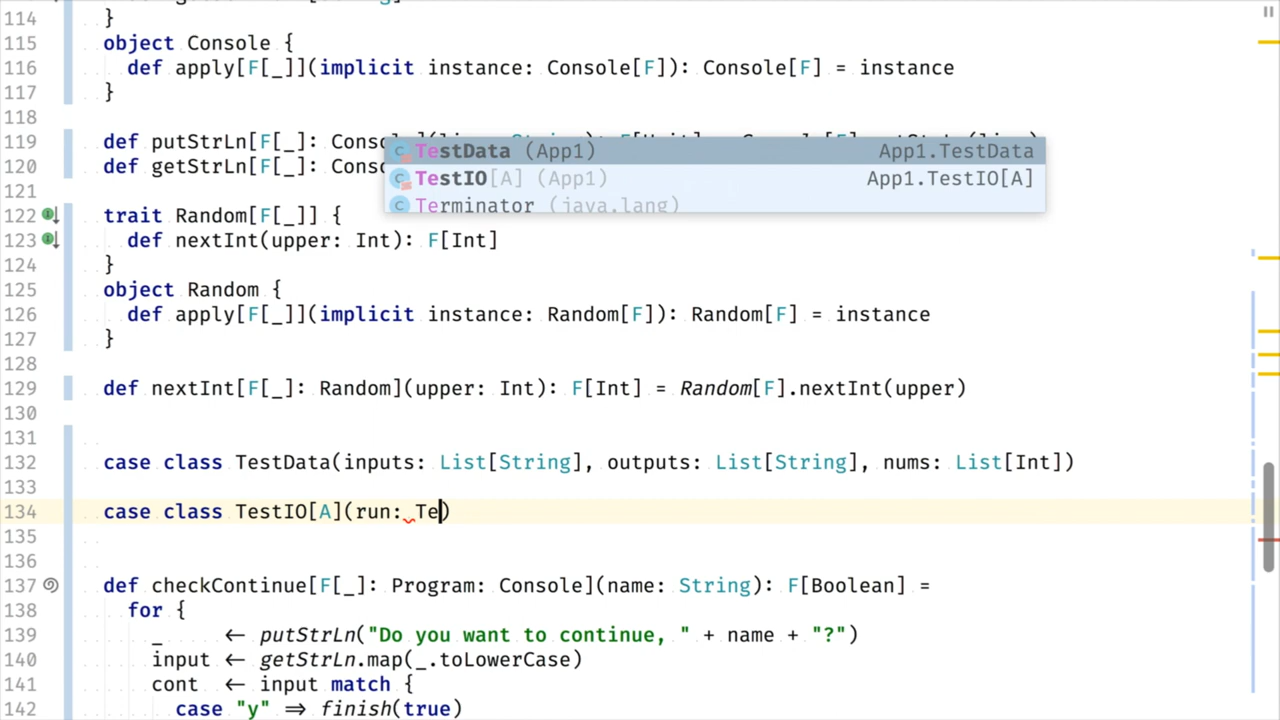 114 }
115 object Console {
116 def apply[F[_]](implicit instance: Console[F]): Console[F] = instance
117 }
118
119 def putStrLn[F[_]: Conso
120 def getStrLn[F[_]: Conso
TestData (App1) App1.TestData
TestIO[A] (App1) App1.TestIO[A]
Terminator (java.lang)
121
122 trait Random[F[_]] {
123 def nextInt(upper: Int): F[Int]
124 }
125 object Random {
126 def apply[F[_]](implicit instance: Random[F]): Random[F] = instance
127 }
128
129 def nextInt[F[_]: Random](upper: Int): F[Int] = Random[F].nextInt(upper)
130
131
132 case class TestData(inputs: List[String], outputs: List[String], nums: List[Int])
133
134 case class TestIO[A](run: Te)
135
136
137 def checkContinue[F[_]: Program: Console](name: String): F[Boolean] =
138 for {
139 _ ← putStrLn("Do you want to continue, " + name + "?")
140 input ← getStrLn.map(_.toLowerCase)
141 cont ← input match {
142 case "y" ⇒ finish(true)